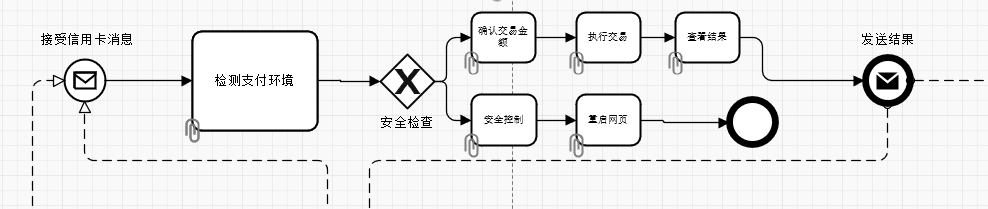 接受信用卡消息
检测支付环境
安全检查
确认交易金
额
执行交易
查看结果
发送结果
安全控制
重启网页